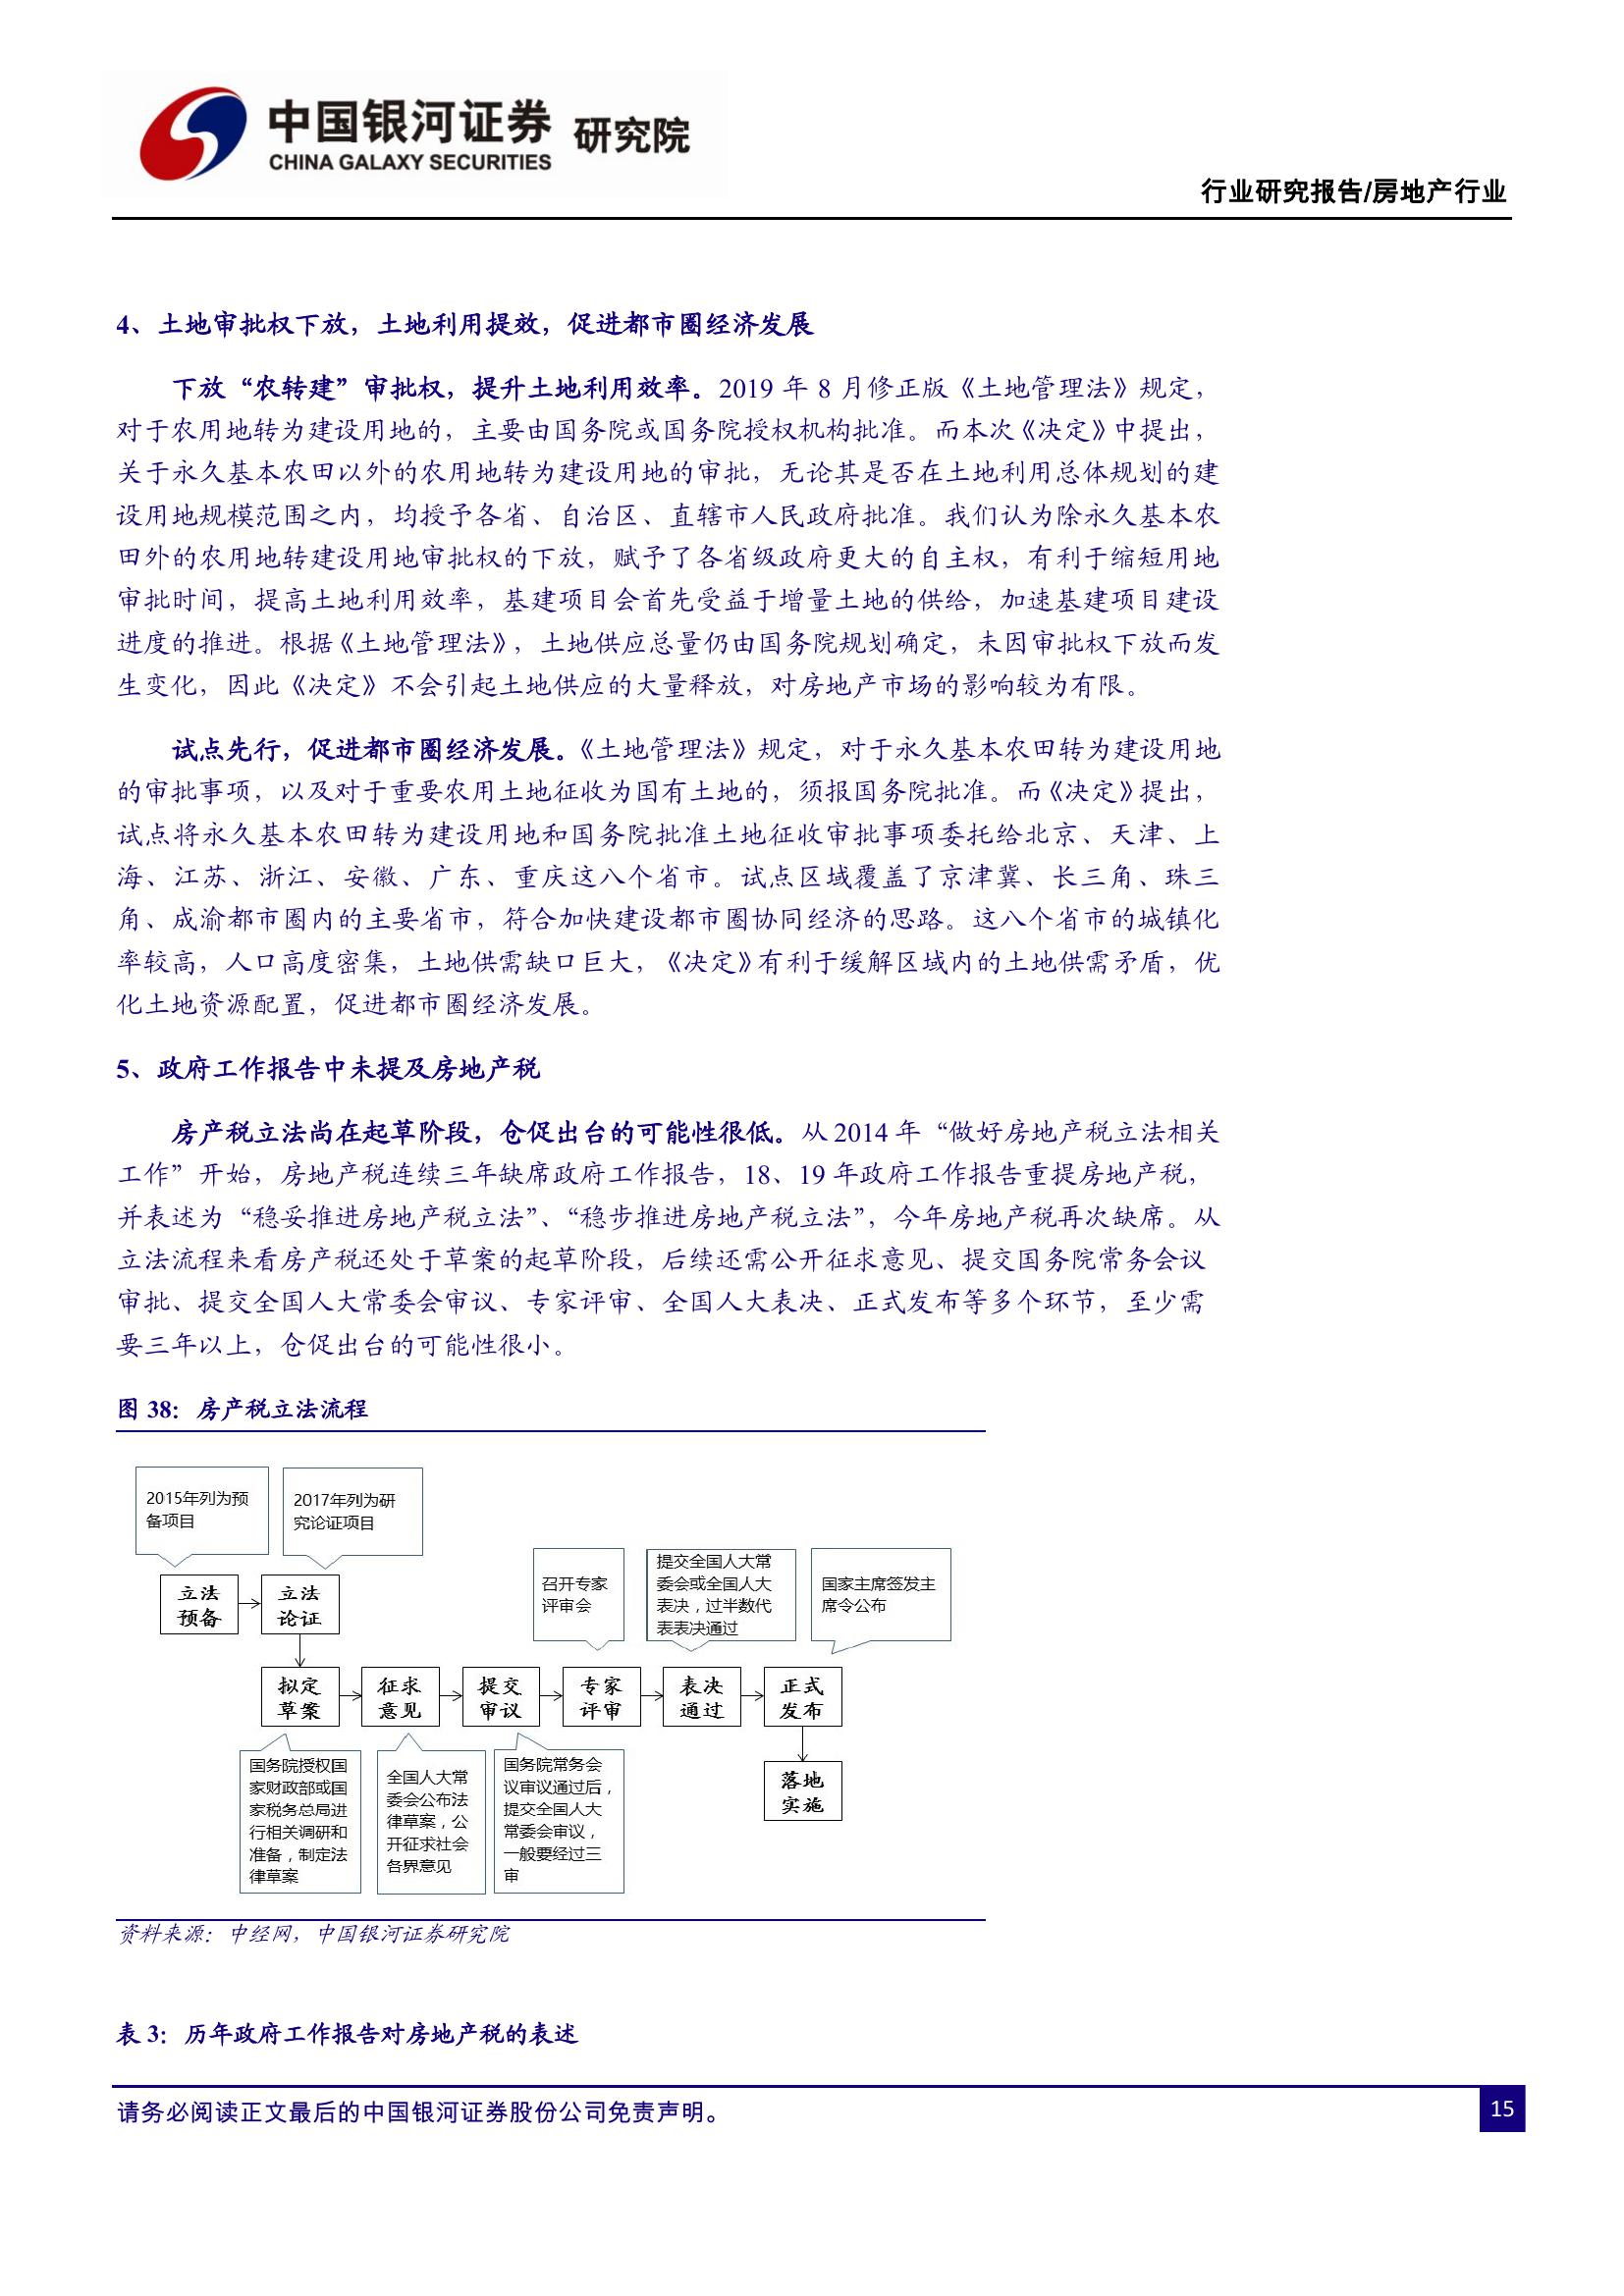 中国银河证券 研究院
CHINA GALAXY SECURITIES
行业研究报告/房地产行业
4、土地审批权下放，土地利用提效，促进都市圈经济发展
下放“农转建”审批权，提升土地利用效率。2019 年 8 月修正版《土地管理法》规定，
对于农用地转为建设用地的，主要由国务院或国务院授权机构批准。而本次《决定》中提出，
关于永久基本农田以外的农用地转为建设用地的审批，无论其是否在土地利用总体规划的建
设用地规模范围之内，均授予各省、自治区、直辖市人民政府批准。我们认为除永久基本农
田外的农用地转建设用地审批权的下放，赋予了各省级政府更大的自主权，有利于缩短用地
审批时间，提高土地利用效率，基建项目会首先受益于增量土地的供给，加速基建项目建设
进度的推进。根据《土地管理法》，土地供应总量仍由国务院规划确定，未因审批权下放而发
生变化，因此《决定》不会引起土地供应的大量释放，对房地产市场的影响较为有限。
试点先行，促进都市圈经济发展。《土地管理法》规定，对于永久基本农田转为建设用地
的审批事项，以及对于重要农用土地征收为国有土地的，须报国务院批准。而《决定》提出，
试点将永久基本农田转为建设用地和国务院批准土地征收审批事项委托给北京、天津、上
海、江苏、浙江、安徽、广东、重庆这八个省市。试点区域覆盖了京津冀、长三角、珠三
角、成渝都市圈内的主要省市，符合加快建设都市圈协同经济的思路。这八个省市的城镇化
率较高，人口高度密集，土地供需缺口巨大，《决定》有利于缓解区域内的土地供需矛盾，优
化土地资源配置，促进都市圈经济发展。
5、政府工作报告中未提及房地产税
房产税立法尚在起草阶段，仓促出台的可能性很低。从 2014 年“做好房地产税立法相关
工作”开始，房地产税连续三年缺席政府工作报告，18、19 年政府工作报告重提房地产税，
并表述为“稳妥推进房地产税立法”、“稳步推进房地产税立法”，今年房地产税再次缺席。从
立法流程来看房产税还处于草案的起草阶段，后续还需公开征求意见、提交国务院常务会议
审批、提交全国人大常委会审议、专家评审、全国人大表决、正式发布等多个环节，至少需
要三年以上，仓促出台的可能性很小。
图 38：房产税立法流程
2015年列为预
备项目
2017年列为研
究论证项目
立法
预备
立法
论证
召开专家
评审会
提交全国人大常
委会或全国人大
表决，过半数代
表表决通过
国家主席签发主
席令公布
拟定
草案
征求
意见
提交
审议
专家
评审
表决
通过
正式
发布
国务院授权国
家财政部或国
家税务总局进
行相关调研和
准备，制定法
律草案
全国人大常
委会公布法
律草案，公
开征求社会
各界意见
国务院常务会
议审议通过后，
提交全国人大
常委会审议，
一般要经过三
审
落地
实施
资料来源：中经网，中国银河证券研究院
表 3：历年政府工作报告对房地产税的表述
请务必阅读正文最后的中国银河证券股份公司免责声明。
15